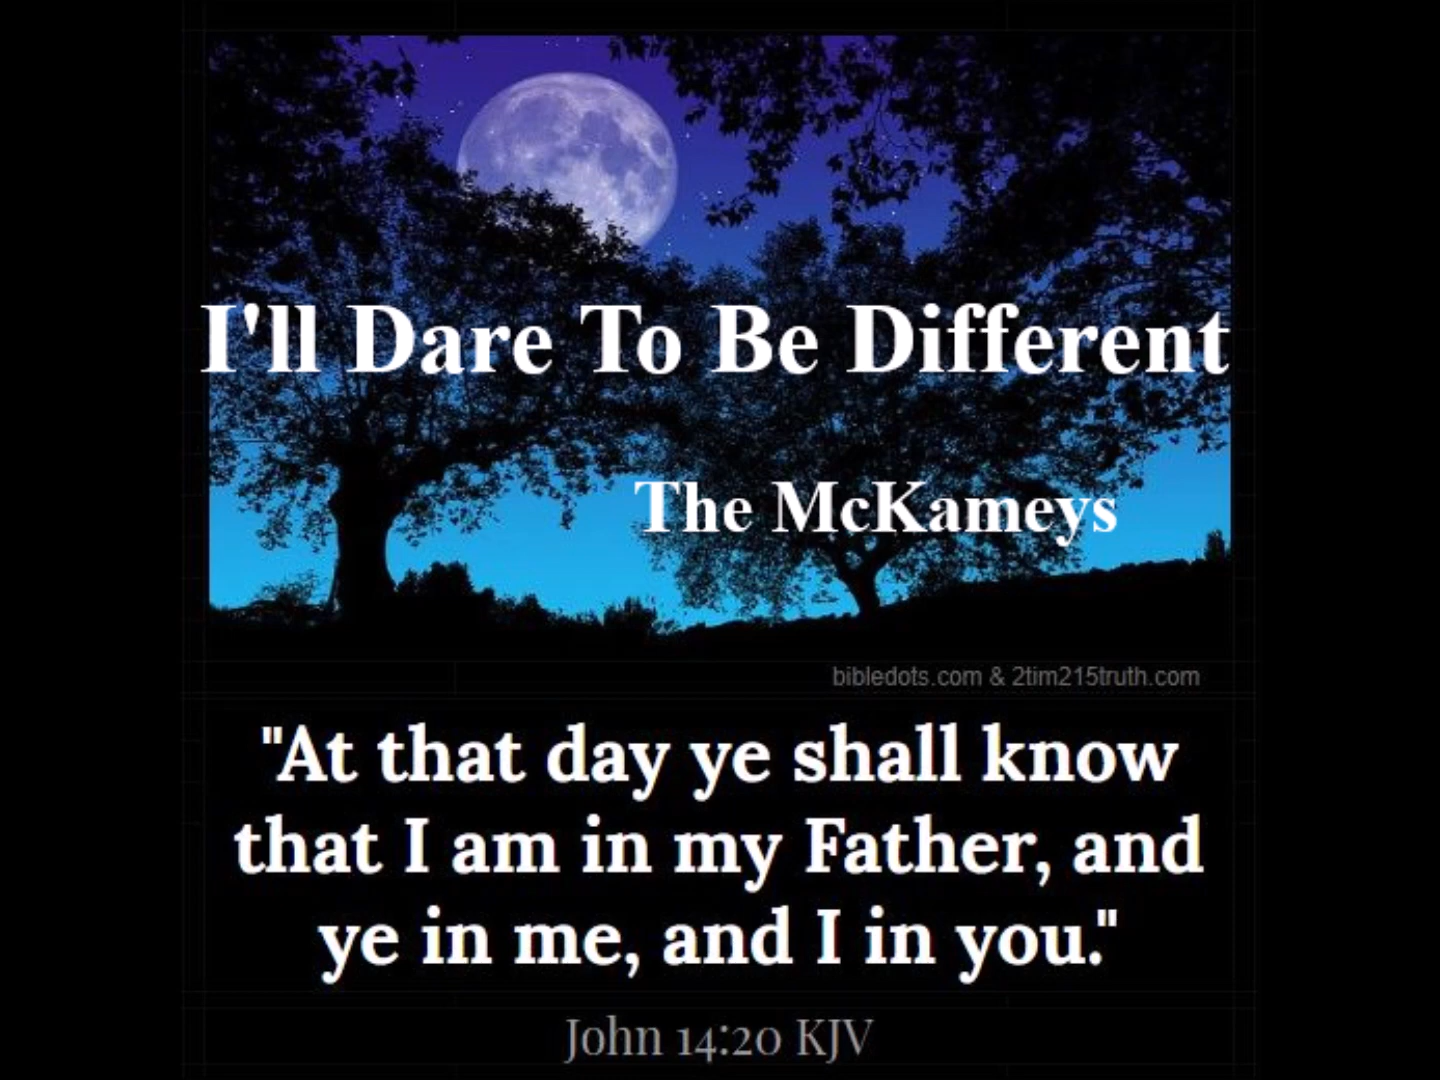 I'll Dare To Be Different
The McKameys
bibledots.com & 2tim215truth.com
"At that day ye shall know
that I am in my Father, and
ye in me, and I in you."
John 14:20 KJV